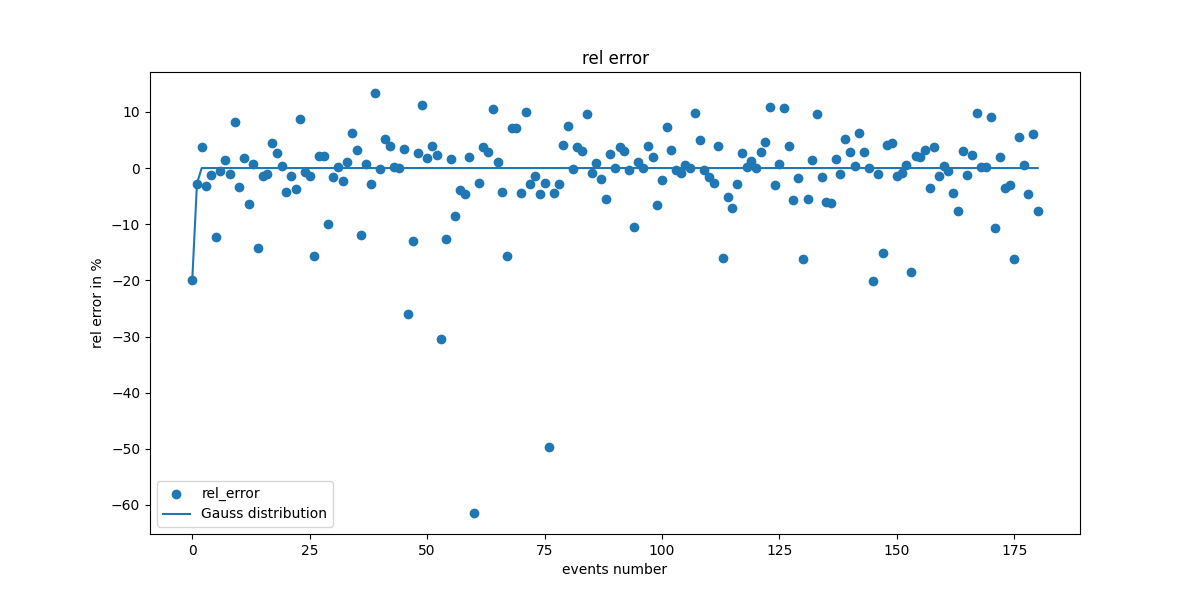 rel error
10
0
−10
−20
−30
−40
−50
−60
rel error in %
rel_error
Gauss distribution
0 25 50 75 100 125 150 175
events number